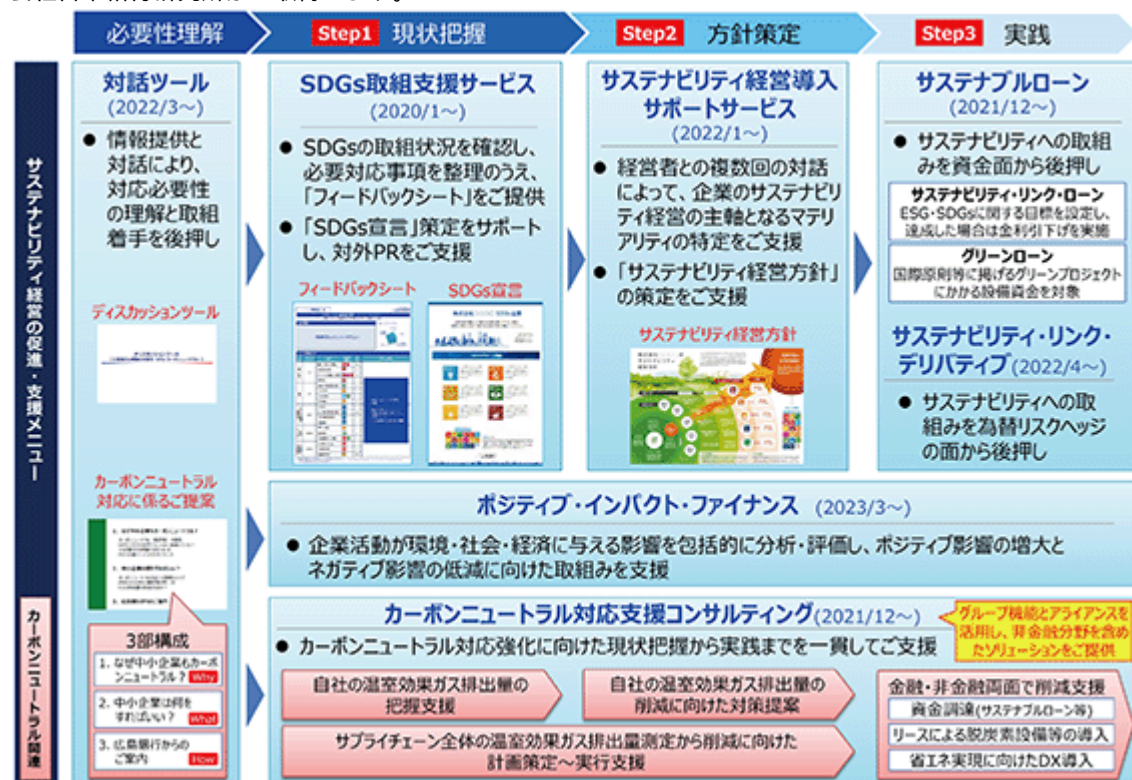 必要性理解
Step1 現状把握
Step2 方針策定
Step3 実践
サステナビリティ経営の促進・支援メニュー
対話ツール
(2022/3~)
● 情報提供と
対話により、
対応必要性
の理解と取組
着手を後押し
ディスカッションツール
カーボンニュートラル
対応に係るご提案
SDGs取組支援サービス
(2020/1~)
● SDGsの取組状況を確認し、
必要対応事項を整理のうえ、
「フィードバックシート」をご提供
● 「SDGs宣言」策定をサポート
し、対外PRをご支援
フィードバックシート
SDGs宣言
サステナビリティ経営導入
サポートサービス
(2022/1~)
● 経営者との複数回の対話
によって、企業のサステナビリ
ティ経営の主軸となるマテリ
アリティの特定をご支援
● 「サステナビリティ経営方針」
の策定をご支援
サステナビリティ経営方針
サステナブルローン
(2021/12~)
● サステナビリティへの取組
みを資金面から後押し
サステナビリティ・リンク・ローン
ESG・SDGsに関する目標を設定し、
達成した場合は金利引下げを実施
グリーンローン
国際原則等に掲げるグリーンプロジェクト
にかかる設備資金を対象
サステナビリティ・リンク・
デリバティブ(2022/4~)
● サステナビリティへの取
組みを為替リスクヘッジ
の面から後押し
ポジティブ・インパクト・ファイナンス (2023/3~)
● 企業活動が環境・社会・経済に与える影響を包括的に分析・評価し、ポジティブ影響の増大と
ネガティブ影響の低減に向けた取組みを支援
カーボンニュートラル関連
3部構成
1. なぜ中小企業もカーボ
ンニュートラル? Why
2. 中小企業は何を
すればいい? What
3. 広島銀行からの
ご案内 How
カーボンニュートラル対応支援コンサルティング(2021/12~)
● カーボンニュートラル対応強化に向けた現状把握から実践までを一貫してご支援
グループ機能とアライアンスを
活用し、非金融分野を含め
たソリューションをご提供
自社の温室効果ガス排出量の
把握支援
自社の温室効果ガス排出量の
削減に向けた対策提案
サプライチェーン全体の温室効果ガス排出量測定から削減に向けた
計画策定~実行支援
金融・非金融両面で削減支援
資金調達(サステナブルローン等)
リースによる脱炭素設備等の導入
省エネ実現に向けたDX導入